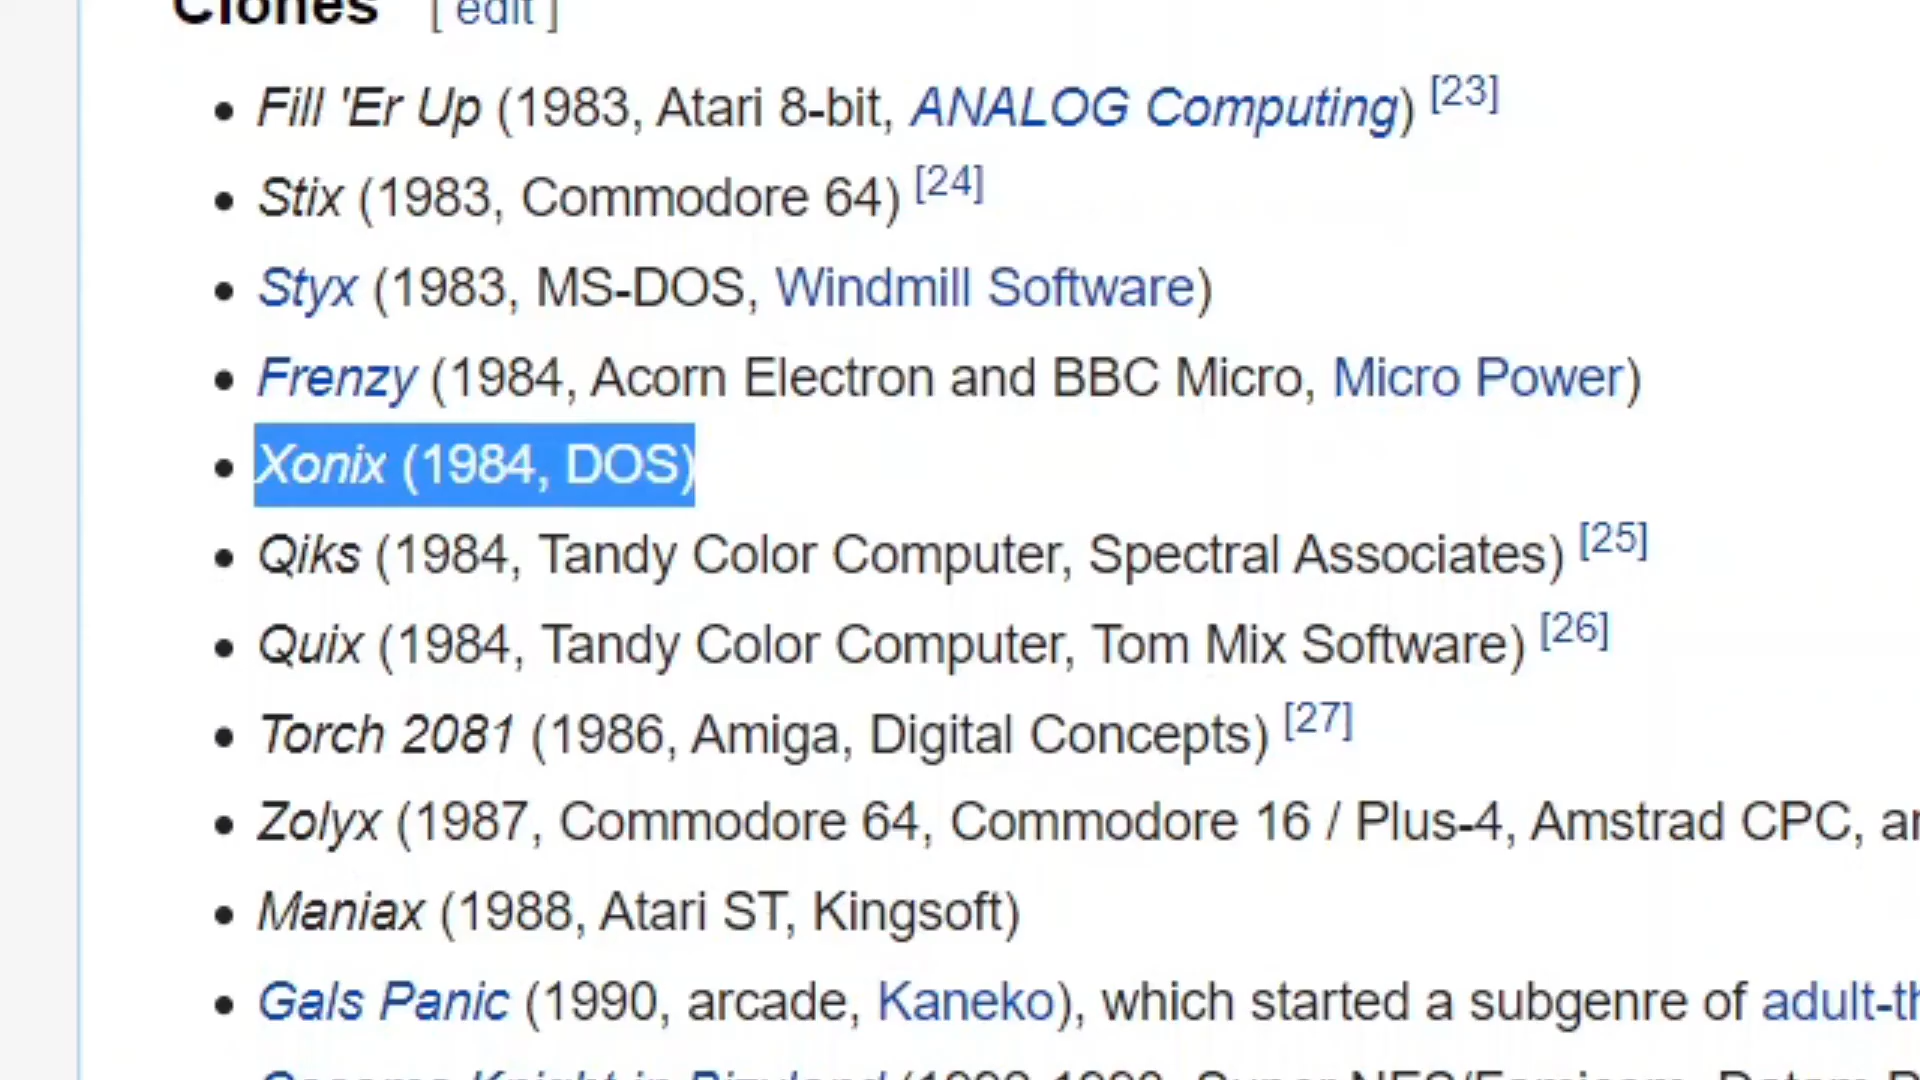 Clones [ edit ]
Fill 'Er Up (1983, Atari 8-bit, ANALOG Computing) [23]
Stix (1983, Commodore 64) [24]
Styx (1983, MS-DOS, Windmill Software)
Frenzy (1984, Acorn Electron and BBC Micro, Micro Power)
Xonix (1984, DOS)
Qiks (1984, Tandy Color Computer, Spectral Associates) [25]
Quix (1984, Tandy Color Computer, Tom Mix Software) [26]
Torch 2081 (1986, Amiga, Digital Concepts) [27]
Zolyx (1987, Commodore 64, Commodore 16 / Plus-4, Amstrad CPC,
Maniax (1988, Atari ST, Kingsoft)
Gals Panic (1990, arcade, Kaneko), which started a subgenre of